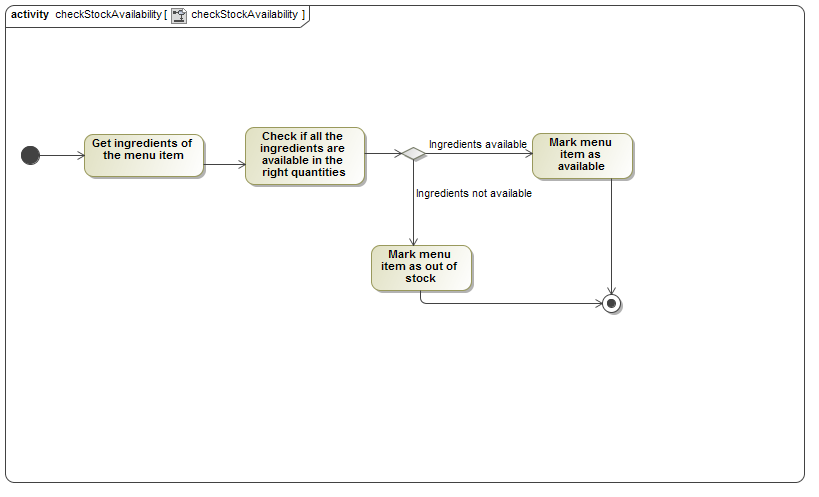 activity checkStockAvailability [ checkStockAvailability ]
Get ingredients of
the menu item
Check if all the
ingredients are
available in the
right quantities
Ingredients available
Mark menu
item as
available
Ingredients not available
Mark menu
item as out of
stock